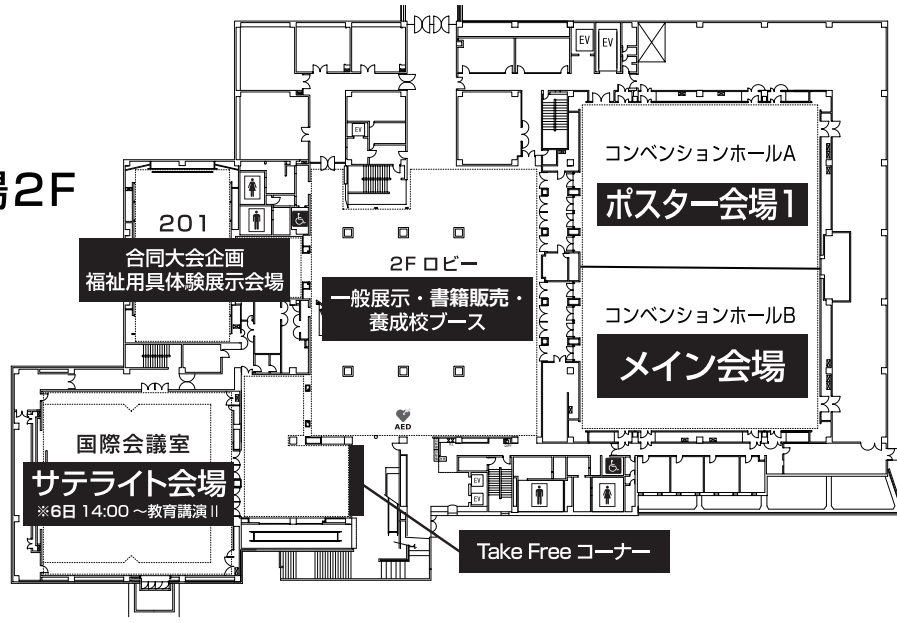 場2F
EV
EV
EV
コンベンションホールA
ポスター会場1
201
合同大会企画
福祉用具体験展示会場
2F ロビー
一般展示・書籍販売・
養成校ブース
コンベンションホールB
メイン会場
AED
国際会議室
サテライト会場
※6日 14:00 ~教育講演Ⅱ
EV
EV
Take Free コーナー